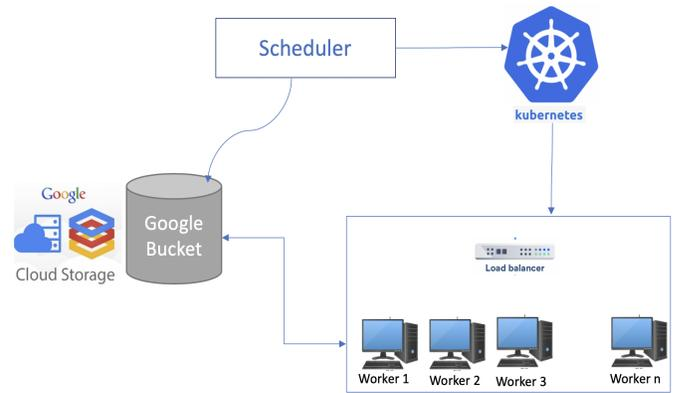 Scheduler
kubernetes
Google
Cloud Storage
Google
Bucket
Load balancer
Worker 1
Worker 2
Worker 3
Worker n